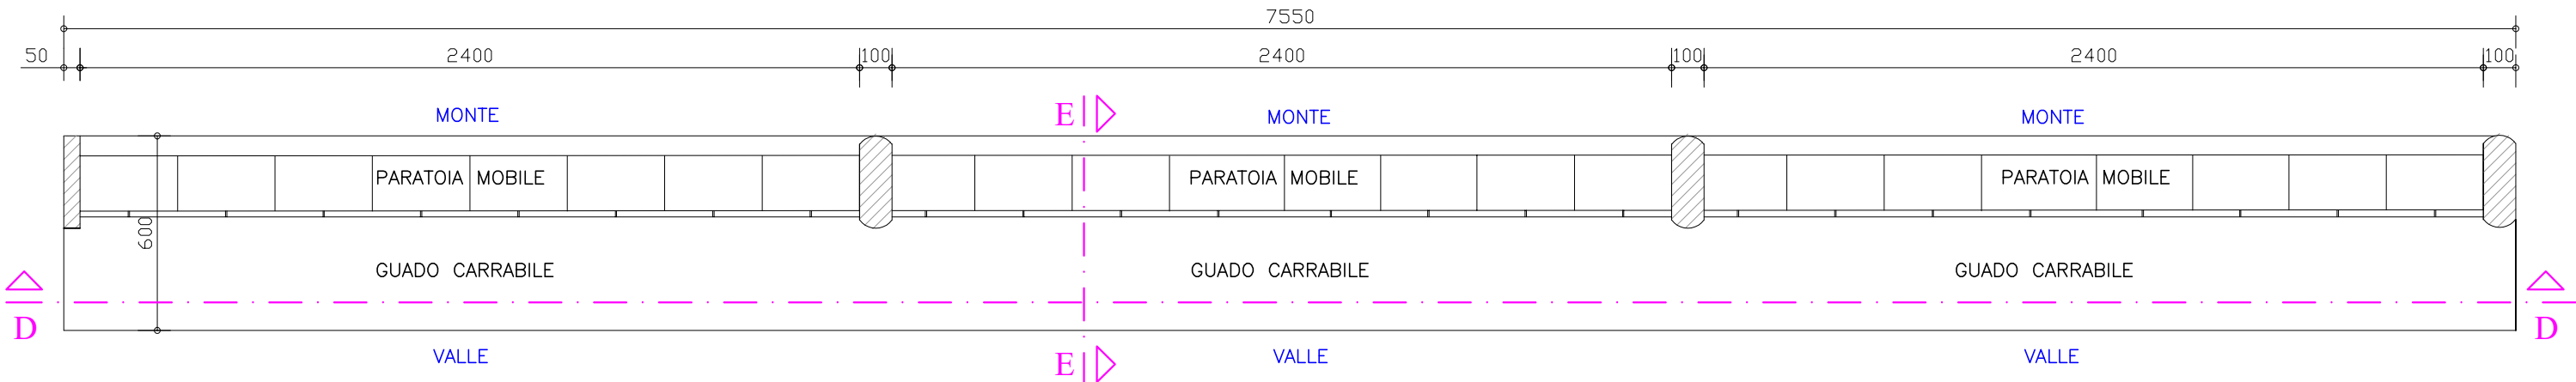 7550
50 2400 100 2400 100 2400 100
MONTE E MONTE MONTE
PARATOIA MOBILE PARATOIA MOBILE PARATOIA MOBILE
600
GUADO CARRABILE GUADO CARRABILE GUADO CARRABILE
D D
VALLE E VALLE VALLE